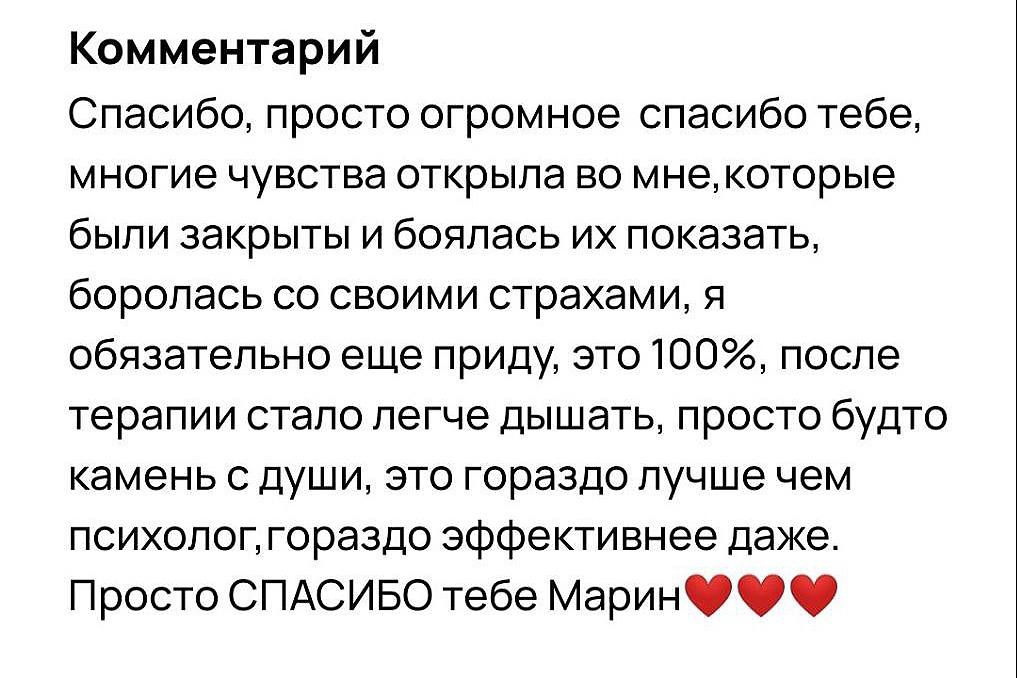 Комментарий
Спасибо, просто огромное  спасибо тебе,
многие чувства открыла во мне,которые
были закрыты и боялась их показать,
боролась со своими страхами, я
обязательно еще приду, это 100%, после
терапии стало легче дышать, просто будто
камень с души, это гораздо лучше чем
психолог,гораздо эффективнее даже.
Просто СПАСИБО тебе Марин❤️❤️❤️